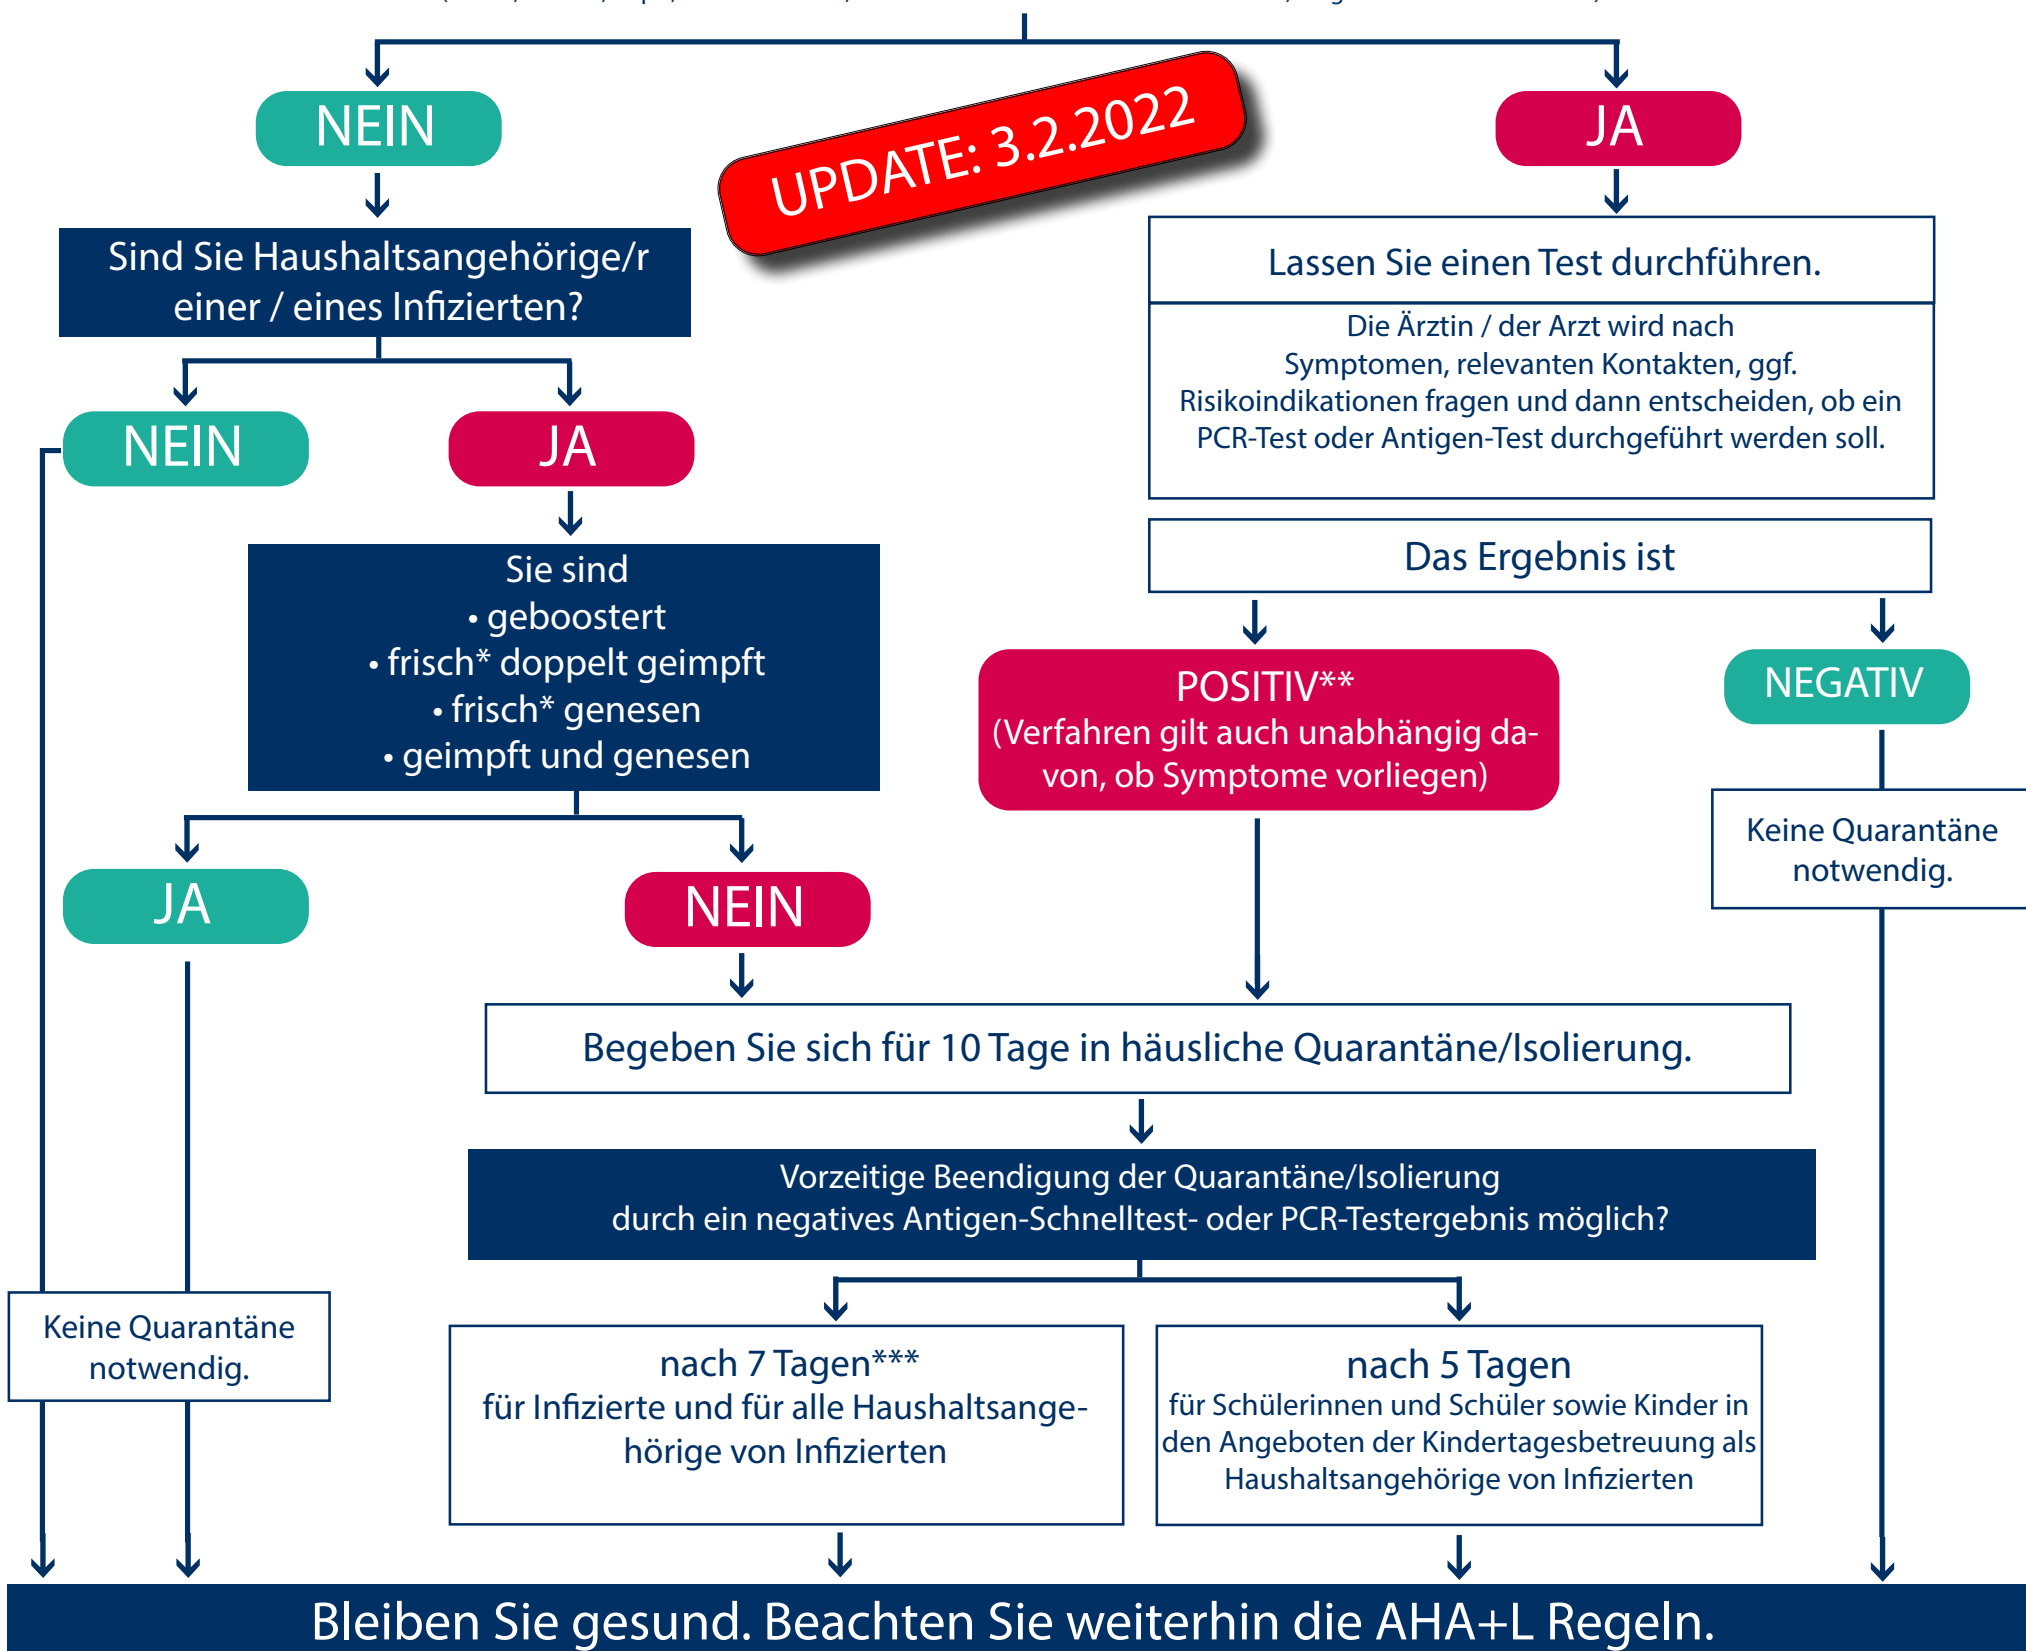 NEIN
UPDATE: 3.2.2022
JA
Sind Sie Haushaltsangehörige/r
einer / eines Infizierten?
Lassen Sie einen Test durchführen.
Die Ärztin / der Arzt wird nach
Symptomen, relevanten Kontakten, ggf.
Risikoindikationen fragen und dann entscheiden, ob ein
PCR-Test oder Antigen-Test durchgeführt werden soll.
NEIN
JA
Das Ergebnis ist
Sie sind
• geboostert
• frisch* doppelt geimpft
• frisch* genesen
• geimpft und genesen
POSITIV**
(Verfahren gilt auch unabhängig da-
von, ob Symptome vorliegen)
NEGATIV
Keine Quarantäne
notwendig.
JA
NEIN
Begeben Sie sich für 10 Tage in häusliche Quarantäne/Isolierung.
Vorzeitige Beendigung der Quarantäne/Isolierung
durch ein negatives Antigen-Schnelltest- oder PCR-Testergebnis möglich?
Keine Quarantäne
notwendig.
nach 7 Tagen***
für Infizierte und für alle Haushaltsange-
hörige von Infizierten
nach 5 Tagen
für Schülerinnen und Schüler sowie Kinder in
den Angeboten der Kindertagesbetreuung als
Haushaltsangehörige von Infizierten
Bleiben Sie gesund. Beachten Sie weiterhin die AHA+L Regeln.